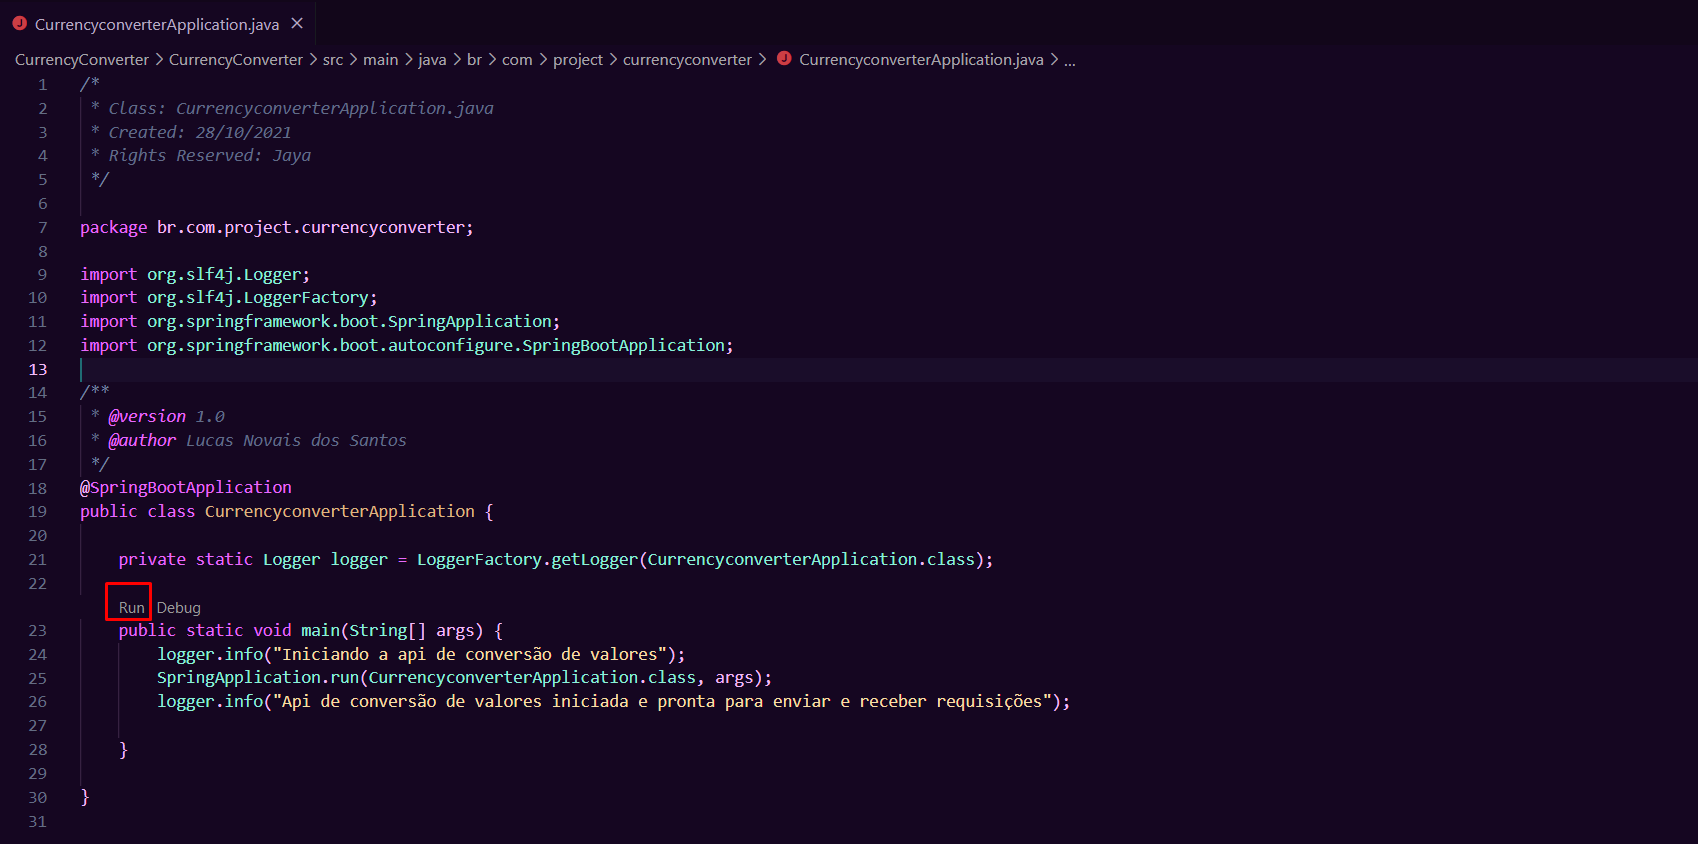 J CurrencyconverterApplication.java ×
CurrencyConverter > CurrencyConverter > src > main > java > br > com > project > currencyconverter > J CurrencyconverterApplication.java > ...
1 /*
2 * Class: CurrencyconverterApplication.java
3 * Created: 28/10/2021
4 * Rights Reserved: Jaya
5 */
6
7 package br.com.project.currencyconverter;
8
9 import org.slf4j.Logger;
10 import org.slf4j.LoggerFactory;
11 import org.springframework.boot.SpringApplication;
12 import org.springframework.boot.autoconfigure.SpringBootApplication;
13
14 /**
15 * @version 1.0
16 * @author Lucas Novais dos Santos
17 */
18 @SpringBootApplication
19 public class CurrencyconverterApplication {
20
21 private static Logger logger = LoggerFactory.getLogger(CurrencyconverterApplication.class);
22
Run Debug
23 public static void main(String[] args) {
24 logger.info("Iniciando a api de conversão de valores");
25 SpringApplication.run(CurrencyconverterApplication.class, args);
26 logger.info("Api de conversão de valores iniciada e pronta para enviar e receber requisições");
27
28 }
29
30 }
31